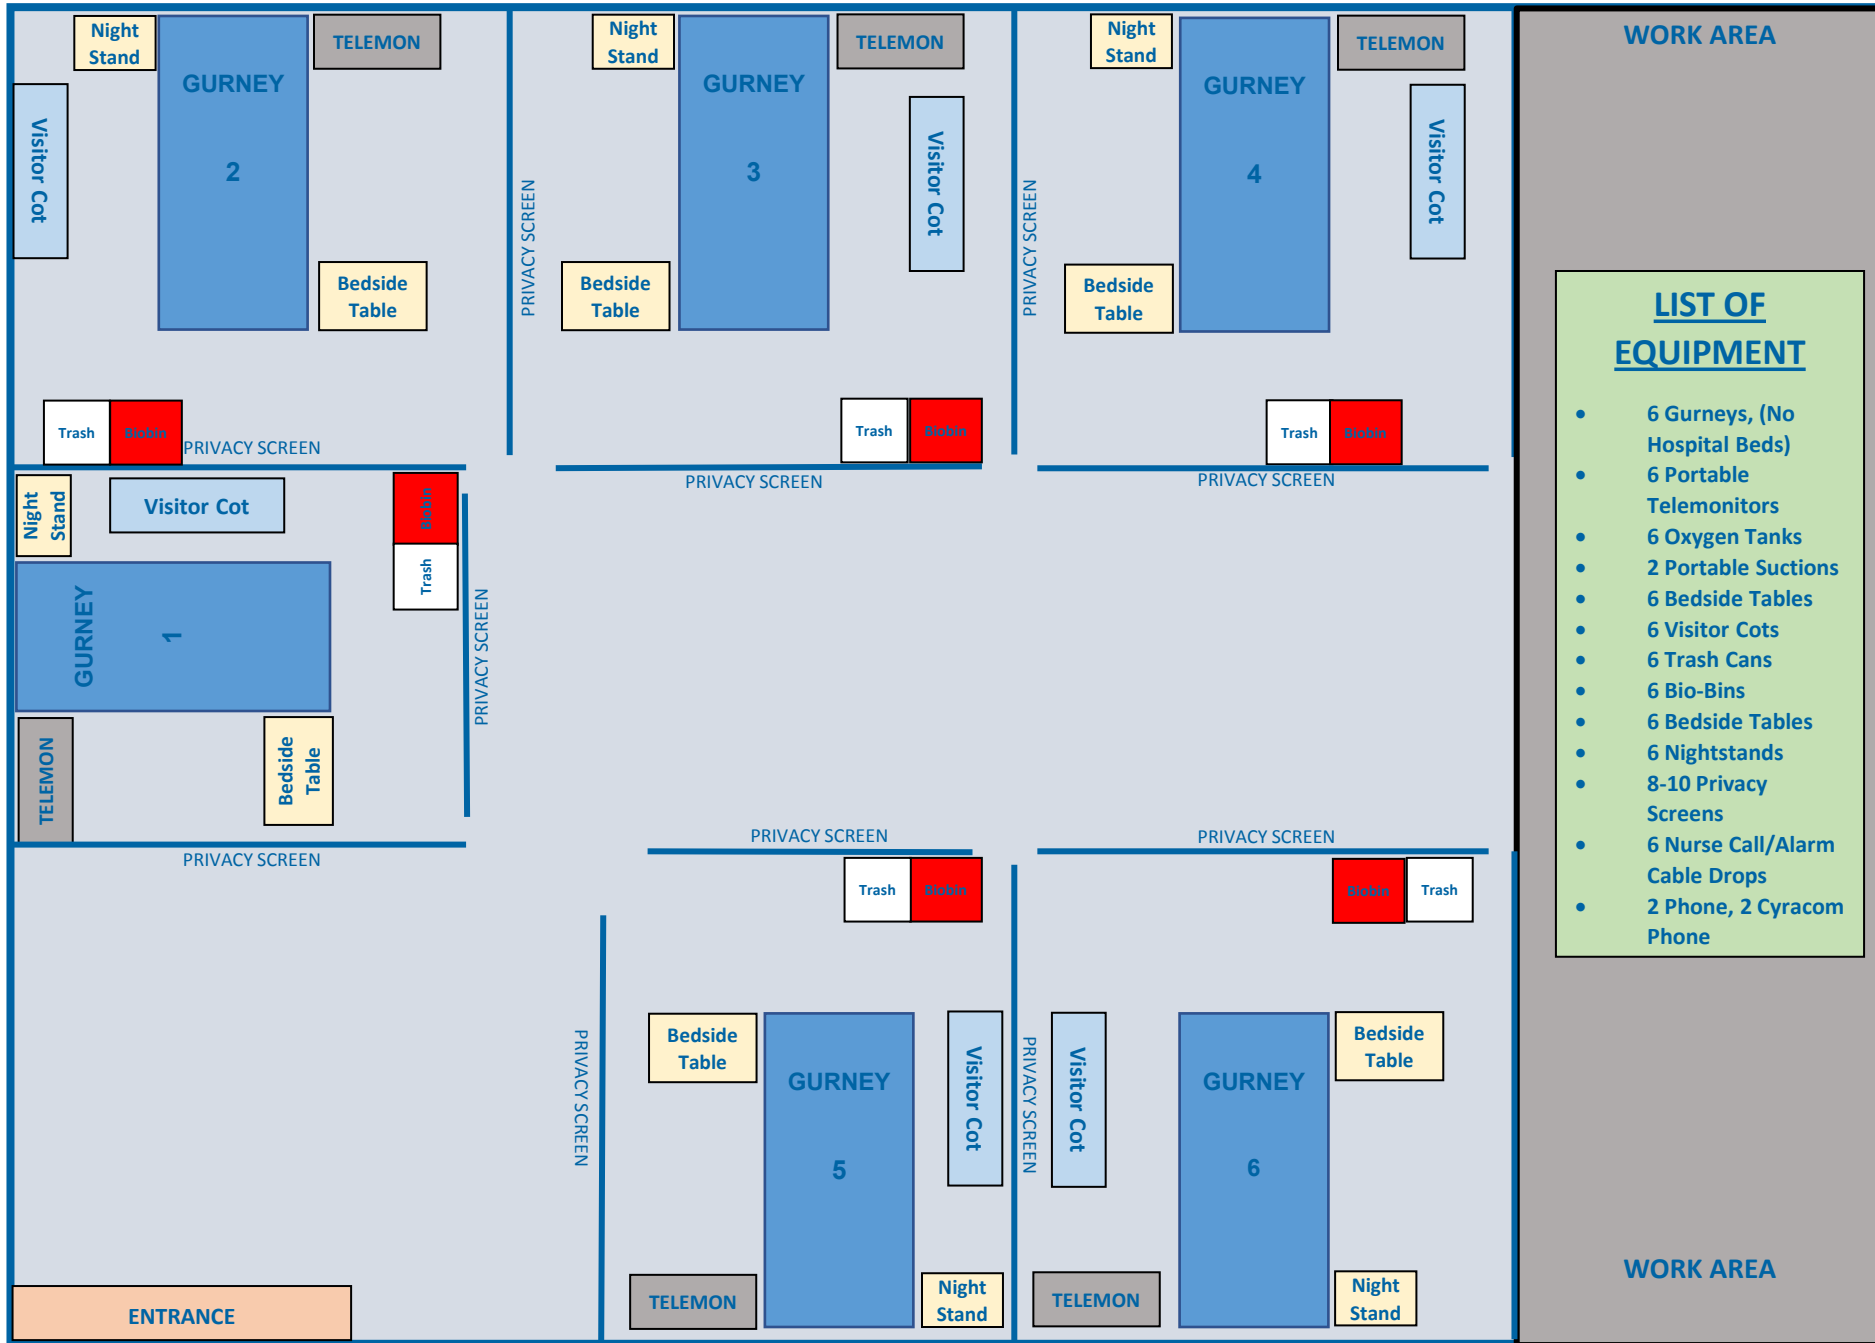 Night
Stand
GURNEY
2
TELEMON
Visitor Cot
Bedside
Table
Trash
Biobin
PRIVACY SCREEN
PRIVACY SCREEN
Night
Stand
GURNEY
3
TELEMON
Visitor Cot
Bedside
Table
Trash
Biobin
PRIVACY SCREEN
PRIVACY SCREEN
Night
Stand
GURNEY
4
TELEMON
Visitor Cot
Bedside
Table
Trash
Biobin
PRIVACY SCREEN
Night
Stand
Visitor Cot
Biobin
Trash
GURNEY
1
PRIVACY SCREEN
TELEMON
Bedside
Table
PRIVACY SCREEN
PRIVACY SCREEN
Trash
Biobin
PRIVACY SCREEN
Bedside
Table
GURNEY
5
Visitor Cot
TELEMON
Night
Stand
PRIVACY SCREEN
PRIVACY SCREEN
Biobin
Trash
Visitor Cot
GURNEY
6
Bedside
Table
TELEMON
Night
Stand
ENTRANCE
WORK AREA
LIST OF
EQUIPMENT
• 6 Gurneys, (No
Hospital Beds)
• 6 Portable
Telemonitors
• 6 Oxygen Tanks
• 2 Portable Suctions
• 6 Bedside Tables
• 6 Visitor Cots
• 6 Trash Cans
• 6 Bio-Bins
• 6 Bedside Tables
• 6 Nightstands
• 8-10 Privacy
Screens
• 6 Nurse Call/Alarm
Cable Drops
• 2 Phone, 2 Cyracom
Phone
WORK AREA